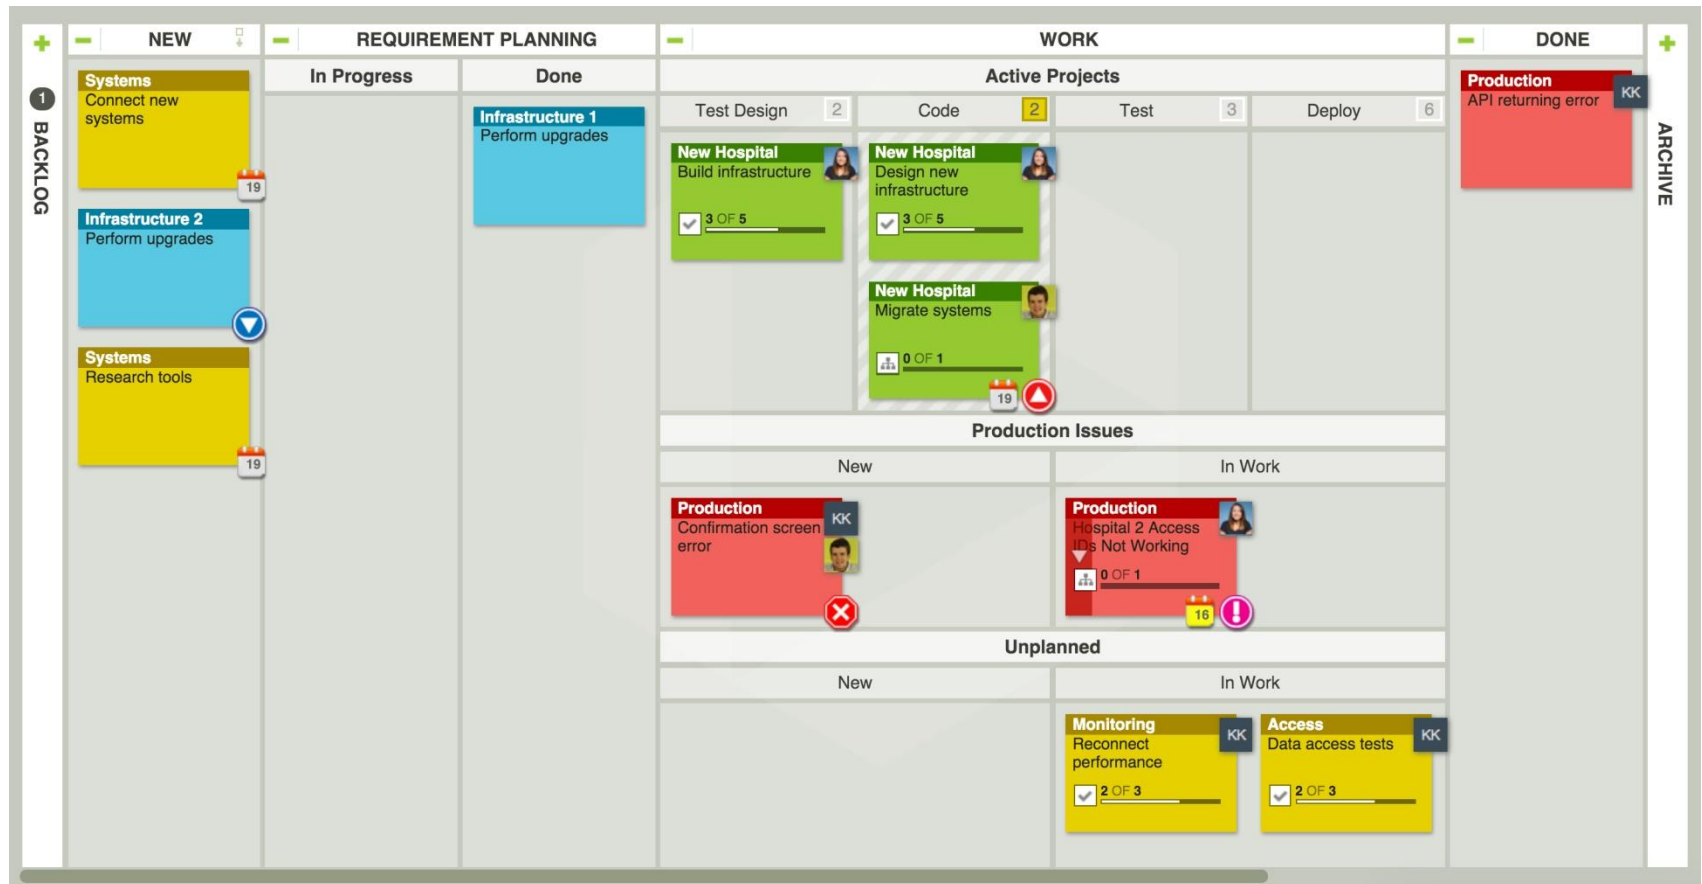 NEW
REQUIREMENT PLANNING
WORK
DONE
1
BACKLOG
ARCHIVE
Systems
Connect new
systems
19
Infrastructure 2
Perform upgrades
Systems
Research tools
19
In Progress
Done
Infrastructure 1
Perform upgrades
Active Projects
Test Design 2
Code 2
Test 3
Deploy 6
New Hospital
Build infrastructure
3 OF 5
New Hospital
Design new
infrastructure
3 OF 5
New Hospital
Migrate systems
0 OF 1
19
Production Issues
New
In Work
Production
Confirmation screen
error
KK
Production
Hospital 2 Access
IDs Not Working
0 OF 1
16
Unplanned
New
In Work
Monitoring
Reconnect
performance
KK
2 OF 3
Access
Data access tests
KK
2 OF 3
Production
API returning error
KK